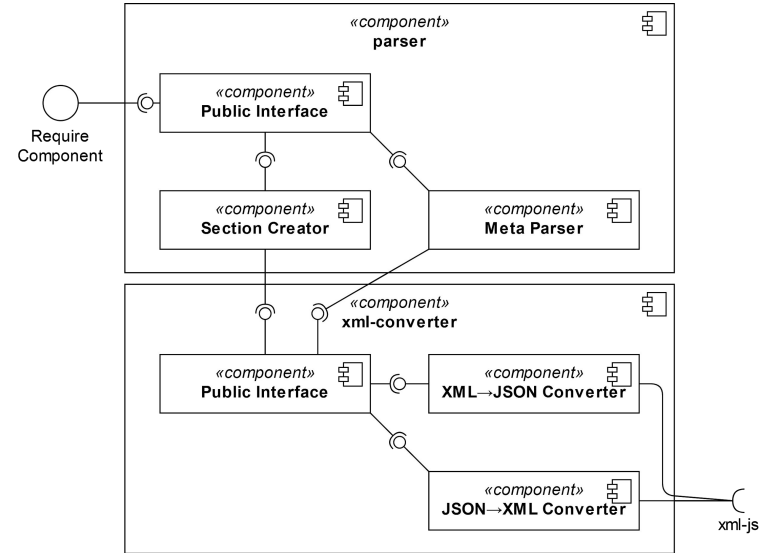 «component»
parser
«component»
Public Interface
Require
Component
«component»
Section Creator
«component»
Meta Parser
«component»
xml-converter
«component»
Public Interface
«component»
XML→JSON Converter
«component»
JSON→XML Converter
xml-js